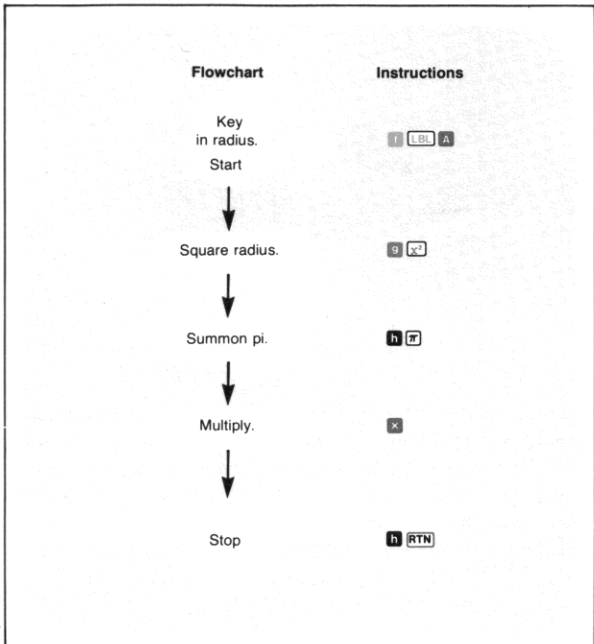 Flowchart Instructions
Key
in radius. f LBL A
Start
Square radius. g x²
Summon pi. h π
Multiply. ×
Stop h RTN